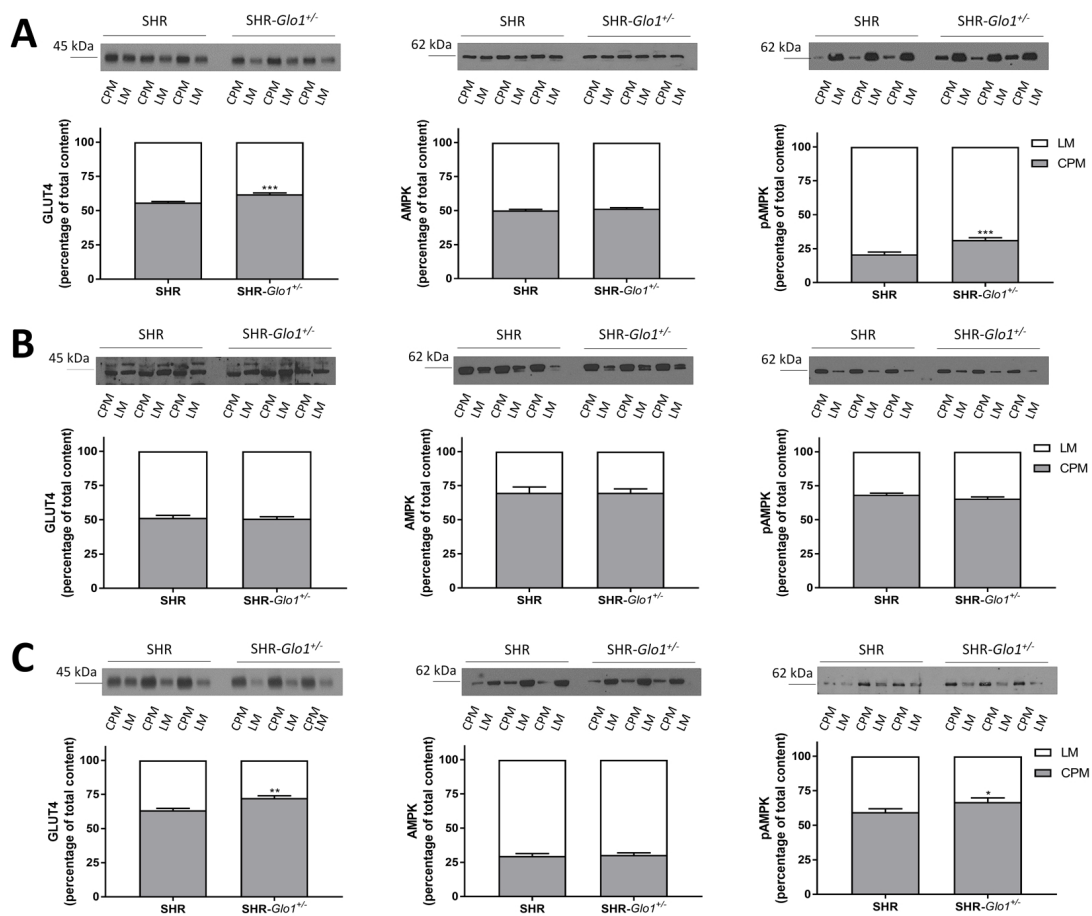 A
SHR
SHR-Glo1+/-
45 kDa
CPM
LM
CPM
LM
CPM
LM
CPM
LM
CPM
LM
CPM
LM
GLUT4
(percentage of total content)
100
75
50
25
0
***
SHR
SHR-Glo1+/-
SHR
SHR-Glo1+/-
62 kDa
CPM
LM
CPM
LM
CPM
LM
CPM
LM
CPM
LM
CPM
LM
AMPK
(percentage of total content)
100
75
50
25
0
SHR
SHR-Glo1+/-
SHR
SHR-Glo1+/-
62 kDa
CPM
LM
CPM
LM
CPM
LM
CPM
LM
CPM
LM
CPM
LM
pAMPK
(percentage of total content)
100
75
50
25
0
***
LM
CPM
SHR
SHR-Glo1+/-
B
SHR
SHR-Glo1+/-
45 kDa
CPM
LM
CPM
LM
CPM
LM
CPM
LM
CPM
LM
CPM
LM
GLUT4
(percentage of total content)
100
75
50
25
0
SHR
SHR-Glo1+/-
SHR
SHR-Glo1+/-
62 kDa
CPM
LM
CPM
LM
CPM
LM
CPM
LM
CPM
LM
CPM
LM
AMPK
(percentage of total content)
100
75
50
25
0
SHR
SHR-Glo1+/-
SHR
SHR-Glo1+/-
62 kDa
CPM
LM
CPM
LM
CPM
LM
CPM
LM
CPM
LM
CPM
LM
pAMPK
(percentage of total content)
100
75
50
25
0
LM
CPM
SHR
SHR-Glo1+/-
C
SHR
SHR-Glo1+/-
45 kDa
CPM
LM
CPM
LM
CPM
LM
CPM
LM
CPM
LM
CPM
LM
GLUT4
(percentage of total content)
100
75
50
25
0
**
SHR
SHR-Glo1+/-
SHR
SHR-Glo1+/-
62 kDa
CPM
LM
CPM
LM
CPM
LM
CPM
LM
CPM
LM
CPM
LM
AMPK
(percentage of total content)
100
75
50
25
0
SHR
SHR-Glo1+/-
SHR
SHR-Glo1+/-
62 kDa
CPM
LM
CPM
LM
CPM
LM
CPM
LM
CPM
LM
CPM
LM
pAMPK
(percentage of total content)
100
75
50
25
0
*
LM
CPM
SHR
SHR-Glo1+/-